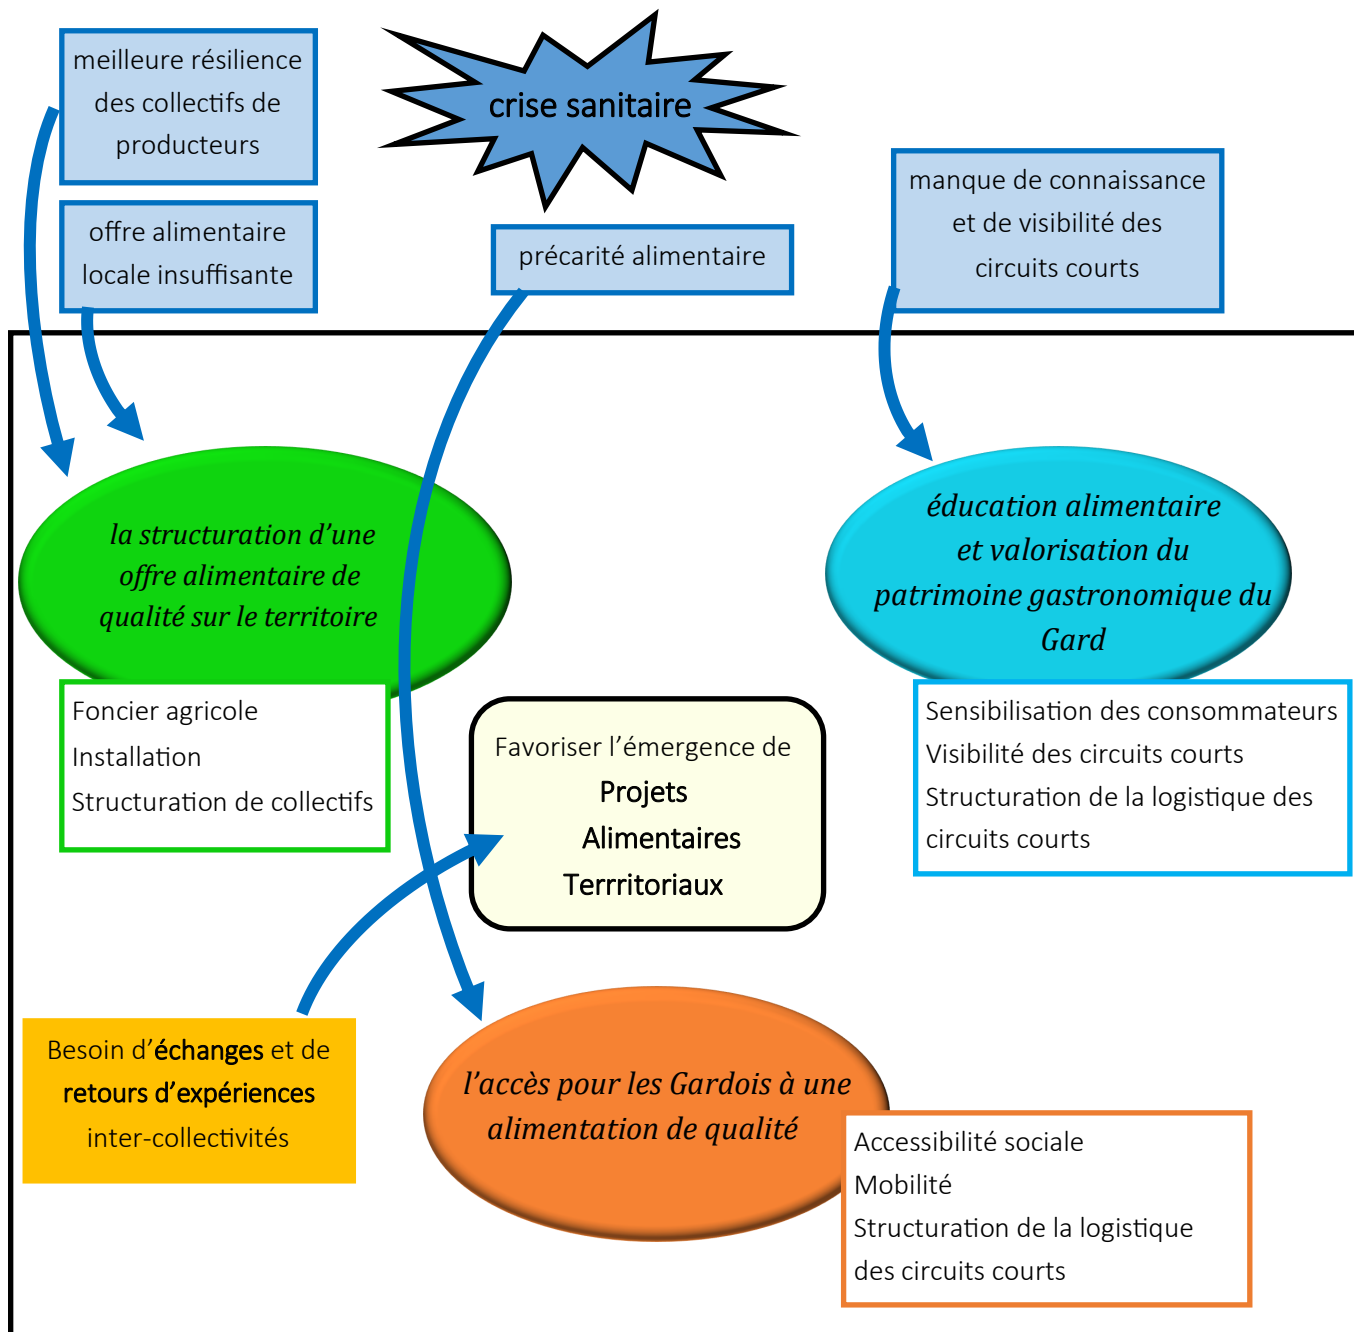 meilleure résilience
des collectifs de
producteurs
crise sanitaire
offre alimentaire
locale insuffisante
précarité alimentaire
manque de connaissance
et de visibilité des
circuits courts
la structuration d’une
offre alimentaire de
qualité sur le territoire
éducation alimentaire
et valorisation du
patrimoine gastronomique du
Gard
Foncier agricole
Installation
Structuration de collectifs
Favoriser l’émergence de
Projets
Alimentaires
Terrritoriaux
Sensibilisation des consommateurs
Visibilité des circuits courts
Structuration de la logistique des
circuits courts
Besoin d’échanges et de
retours d’expériences
inter-collectivités
l’accès pour les Gardois à une
alimentation de qualité
Accessibilité sociale
Mobilité
Structuration de la logistique
des circuits courts